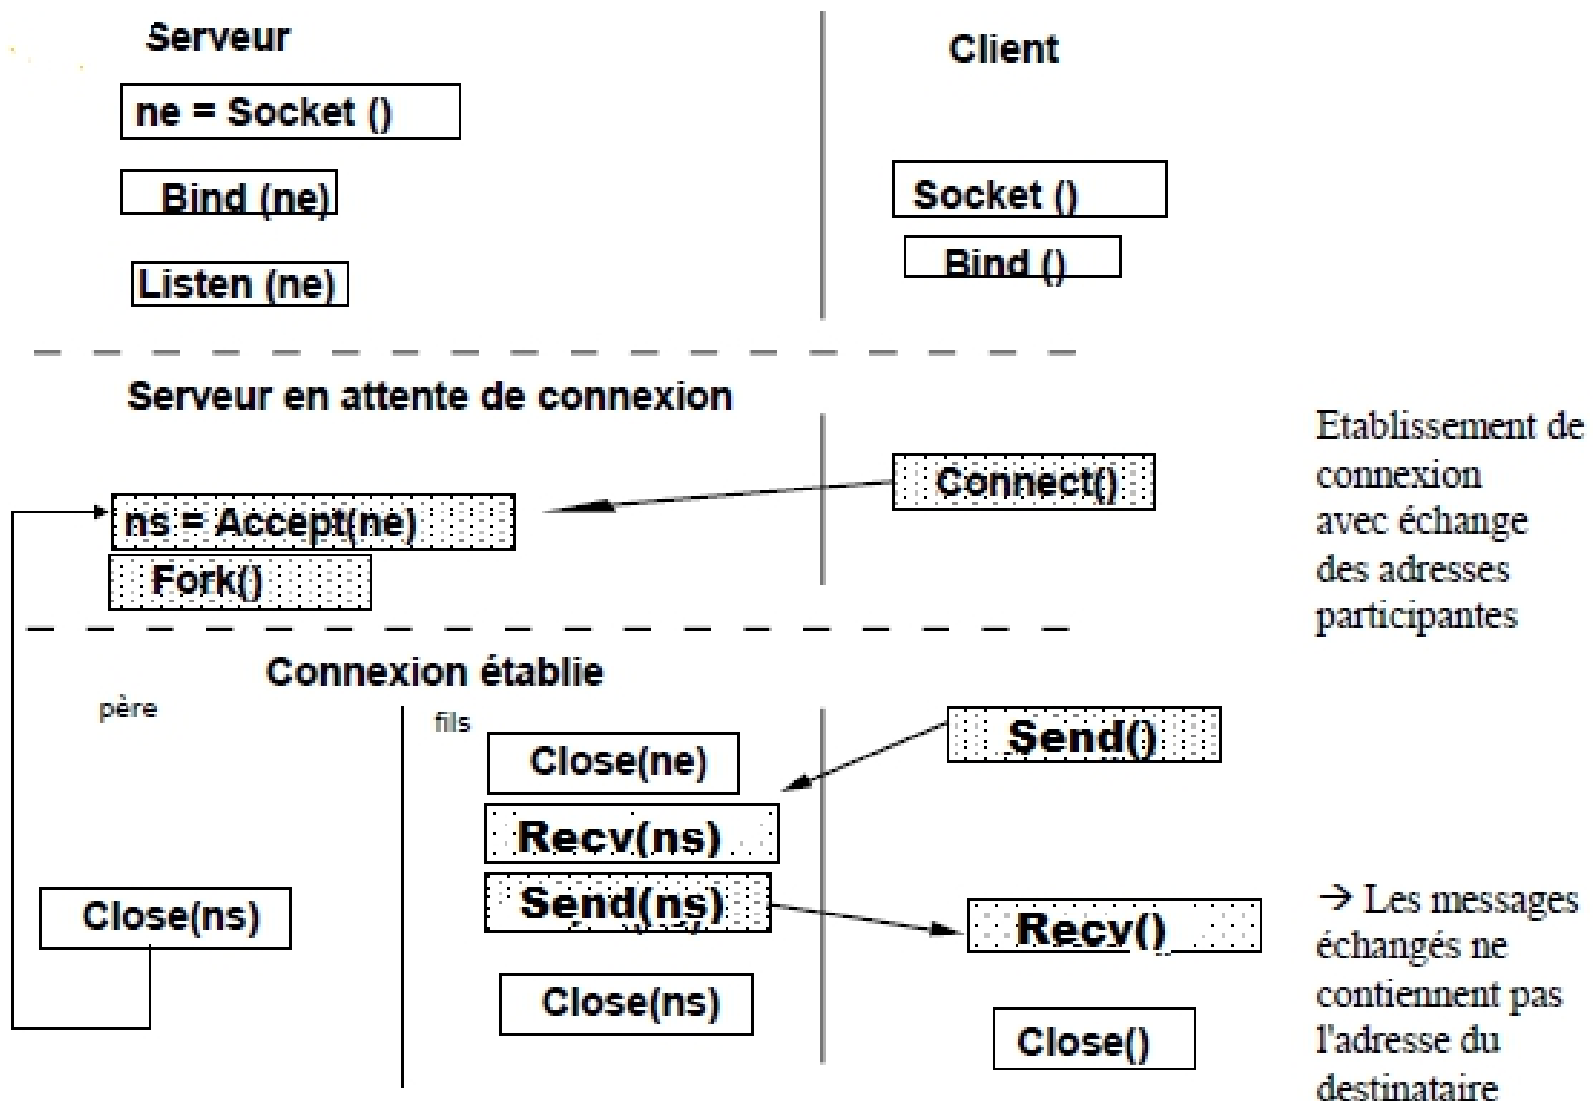 Serveur
Client
ne = Socket ()
Bind (ne)
Socket ()
Bind ()
Listen (ne)
Serveur en attente de connexion
Connect()
ns = Accept(ne)
Fork()
Etablissement de
connexion
avec échange
des adresses
participantes
Connexion établie
père
fils
Close(ne)
Send()
Recv(ns)
Send(ns)
Close(ns)
Recv()
Close(ns)
Close()
→ Les messages
échangés ne
contiennent pas
l'adresse du
destinataire